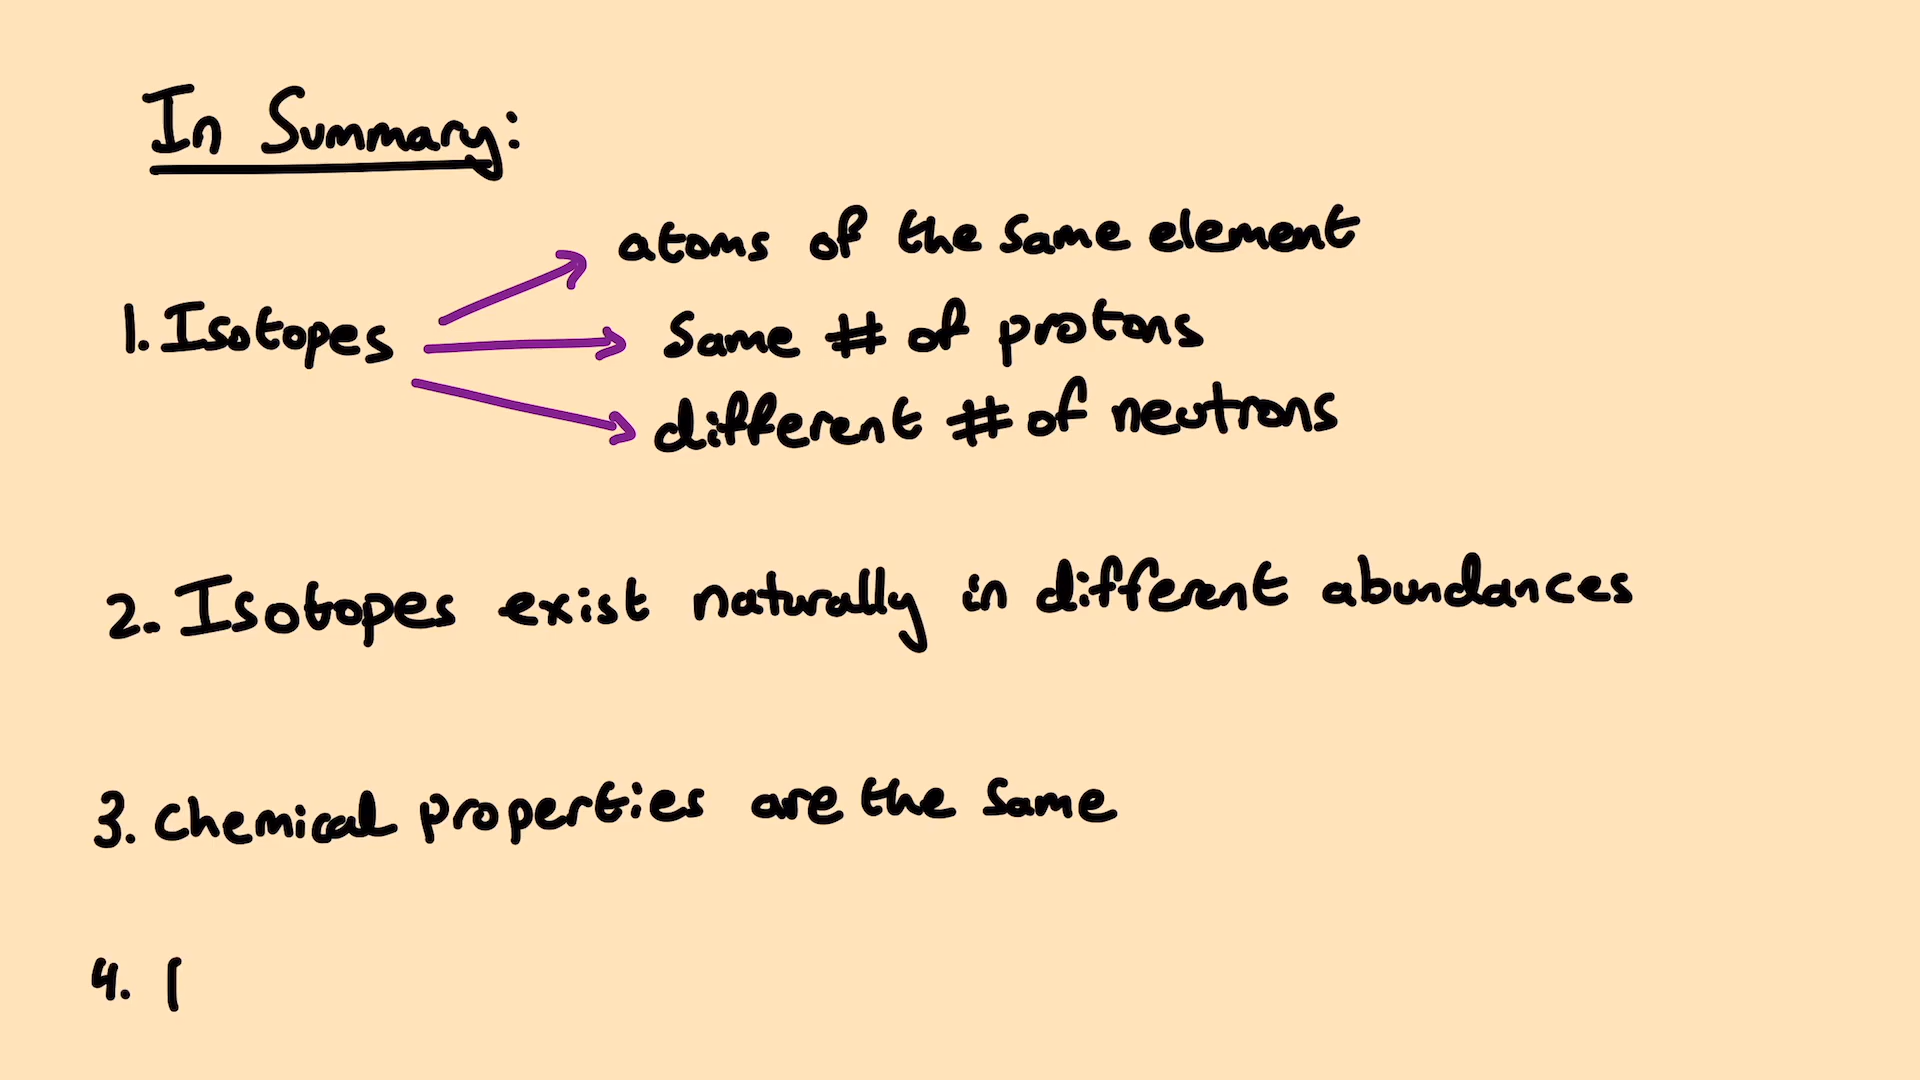 In Summary:
atoms of the same element
1. Isotopes
Same # of protons
different # of neutrons
2. Isotopes exist naturally in different abundances
3. Chemical properties are the same
4.